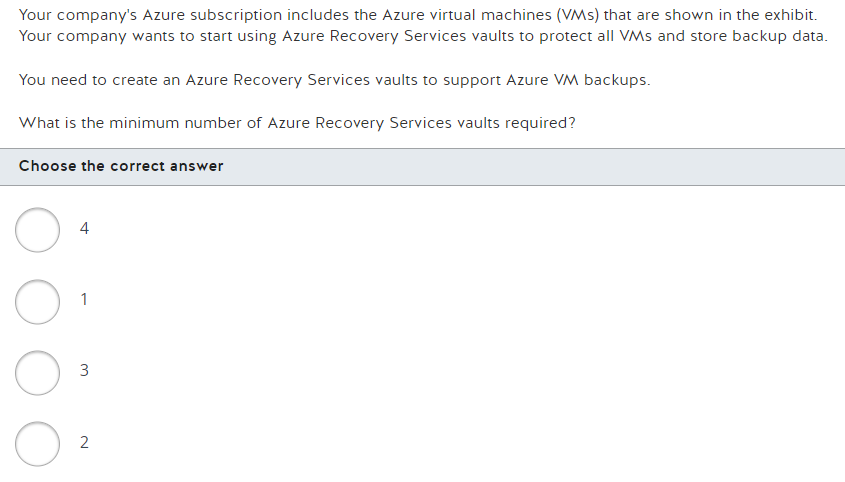 Your company's Azure subscription includes the Azure virtual machines (VMs) that are shown in the exhibit.
Your company wants to start using Azure Recovery Services vaults to protect all VMs and store backup data.
You need to create an Azure Recovery Services vaults to support Azure VM backups.
What is the minimum number of Azure Recovery Services vaults required?
Choose the correct answer
4
1
3
2